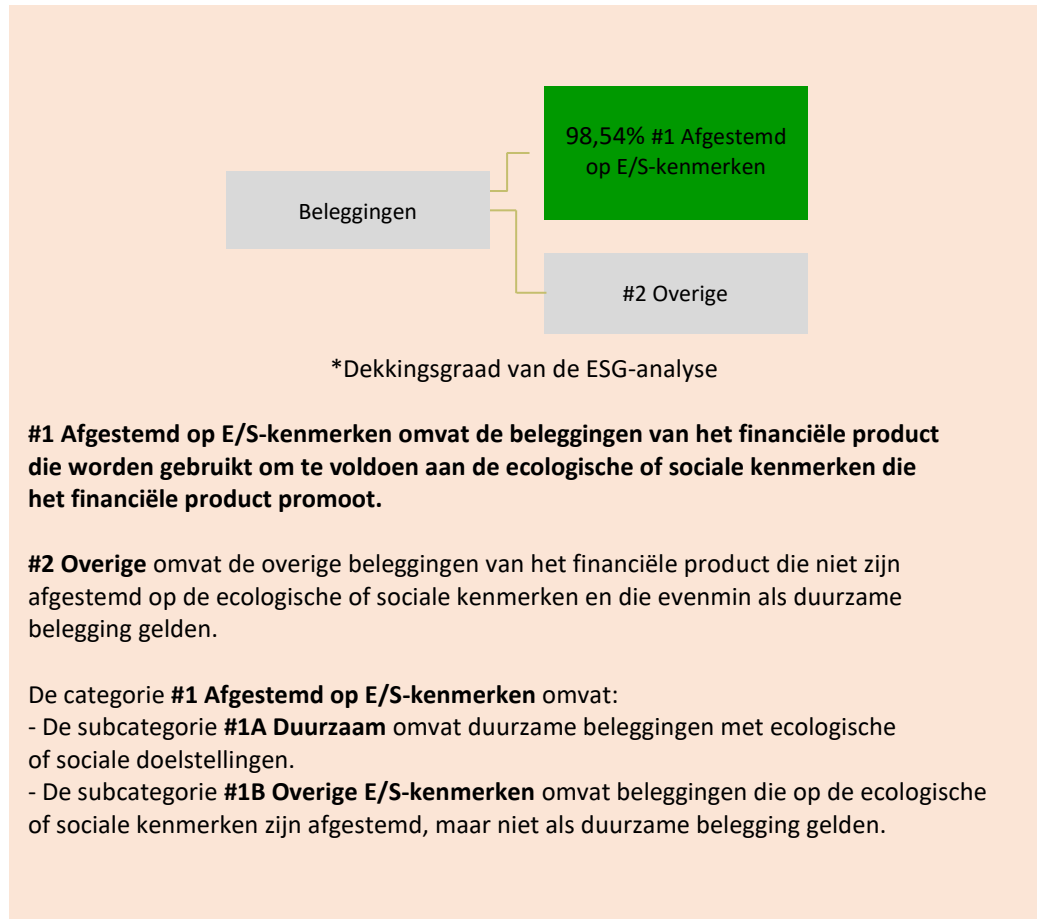 98,54% #1 Afgestemd
op E/S-kenmerken
Beleggingen
#2 Overige
*Dekkingsgraad van de ESG-analyse
#1 Afgestemd op E/S-kenmerken omvat de beleggingen van het financiële product
die worden gebruikt om te voldoen aan de ecologische of sociale kenmerken die
het financiële product promoot.
#2 Overige omvat de overige beleggingen van het financiële product die niet zijn
afgestemd op de ecologische of sociale kenmerken en die evenmin als duurzame
belegging gelden.
De categorie #1 Afgestemd op E/S-kenmerken omvat:
- De subcategorie #1A Duurzaam omvat duurzame beleggingen met ecologische
of sociale doelstellingen.
- De subcategorie #1B Overige E/S-kenmerken omvat beleggingen die op de ecologische
of sociale kenmerken zijn afgestemd, maar niet als duurzame belegging gelden.